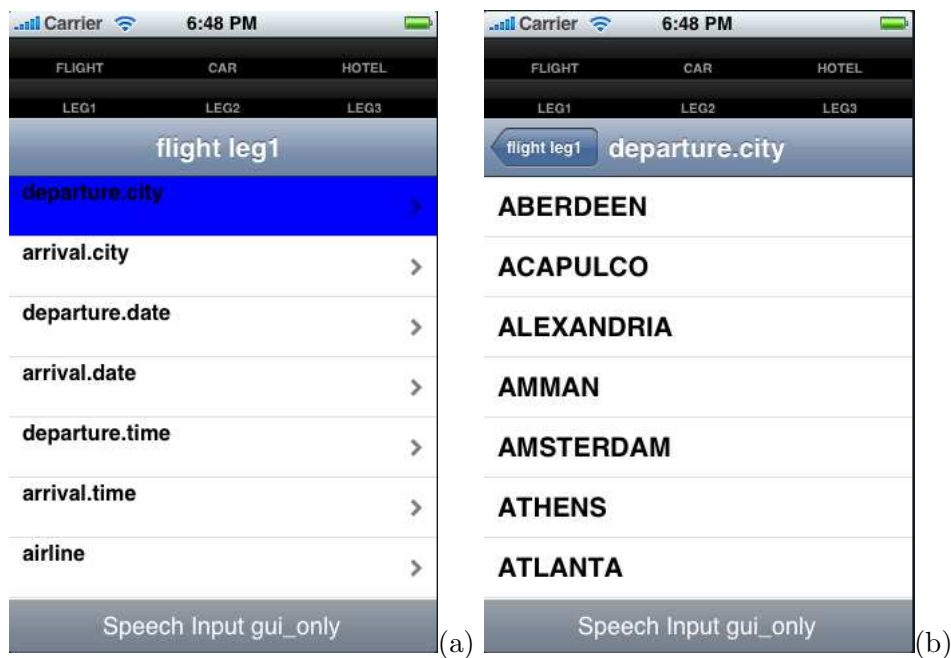 Carrier 6:48 PM
FLIGHT CAR HOTEL
LEG1 LEG2 LEG3
flight leg1
departure.city
arrival.city
departure.date
arrival.date
departure.time
arrival.time
airline
Speech Input gui_only
(a)
Carrier 6:48 PM
FLIGHT CAR HOTEL
LEG1 LEG2 LEG3
flight leg1 departure.city
ABERDEEN
ACAPULCO
ALEXANDRIA
AMMAN
AMSTERDAM
ATHENS
ATLANTA
Speech Input gui_only
(b)